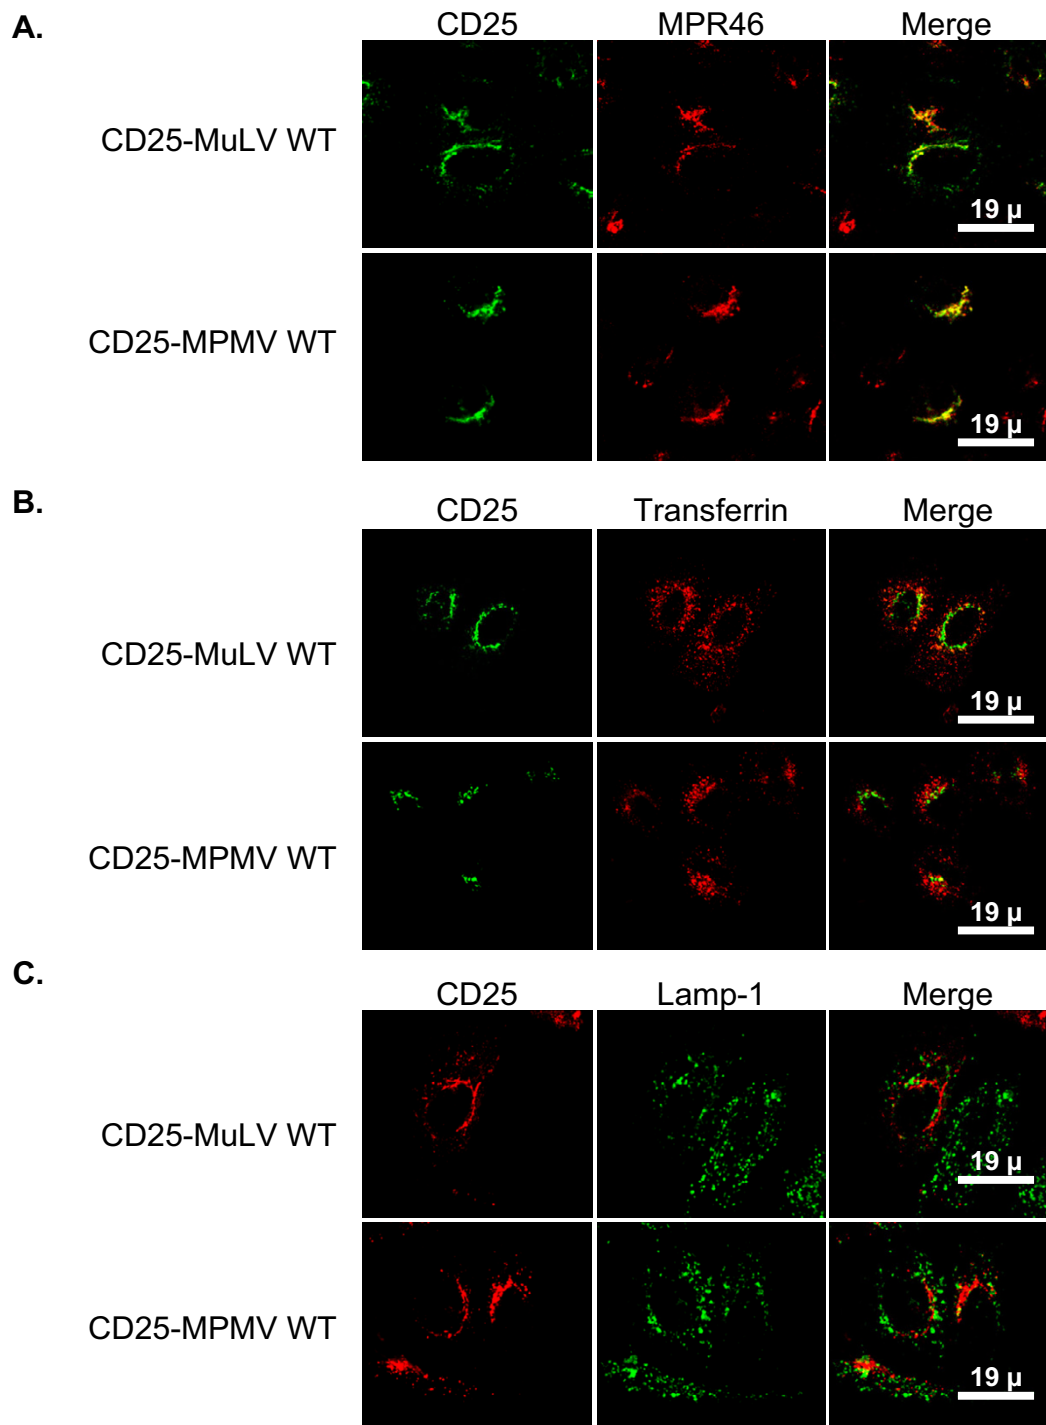 A.
CD25 MPR46 Merge
CD25-MuLV WT
19 µ
CD25-MPMV WT
19 µ
B.
CD25 Transferrin Merge
CD25-MuLV WT
19 µ
CD25-MPMV WT
19 µ
C.
CD25 Lamp-1 Merge
CD25-MuLV WT
19 µ
CD25-MPMV WT
19 µ